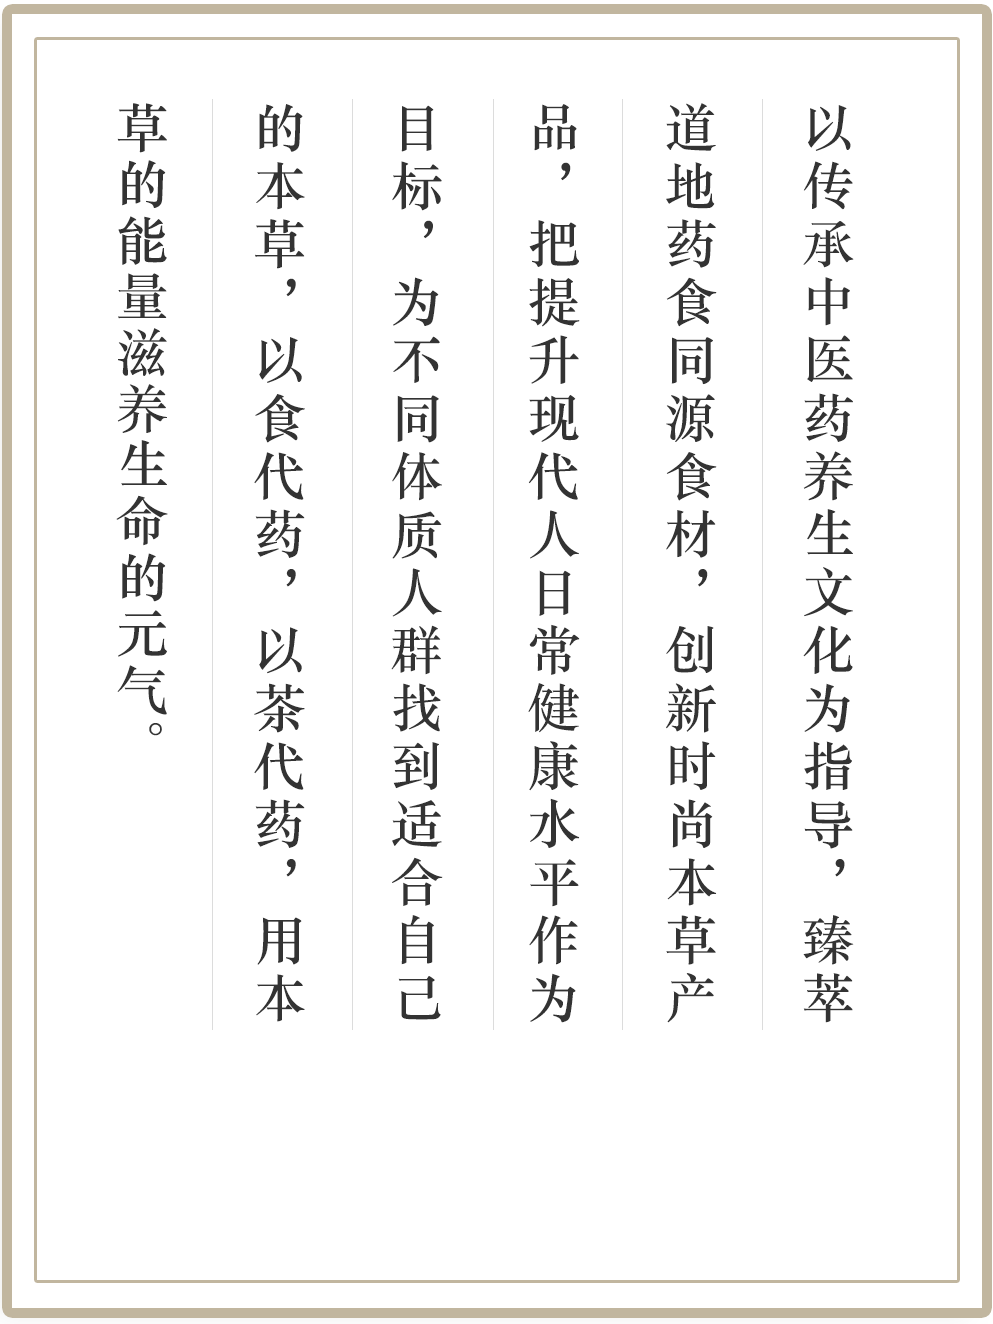 以传承中医药养生文化为指导，臻萃
道地药食同源食材，创新时尚本草产
品，把提升现代人日常健康水平作为
目标，为不同体质人群找到适合自己
的本草，以食代药，以茶代药，用本
草的能量滋养生命的元气。